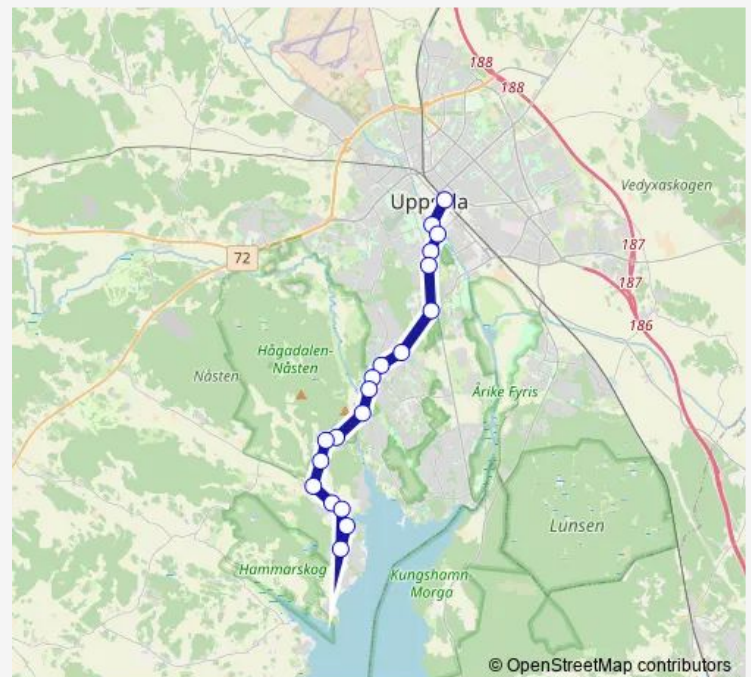 188
188
Vedyxaskogen
Uppsala
187
72
187
186
Hågadalen-
Nåsten
Nåsten
Årike Fyris
Lunsen
Hammarskog
Kungshamn
Morga
© OpenStreetMap contributors